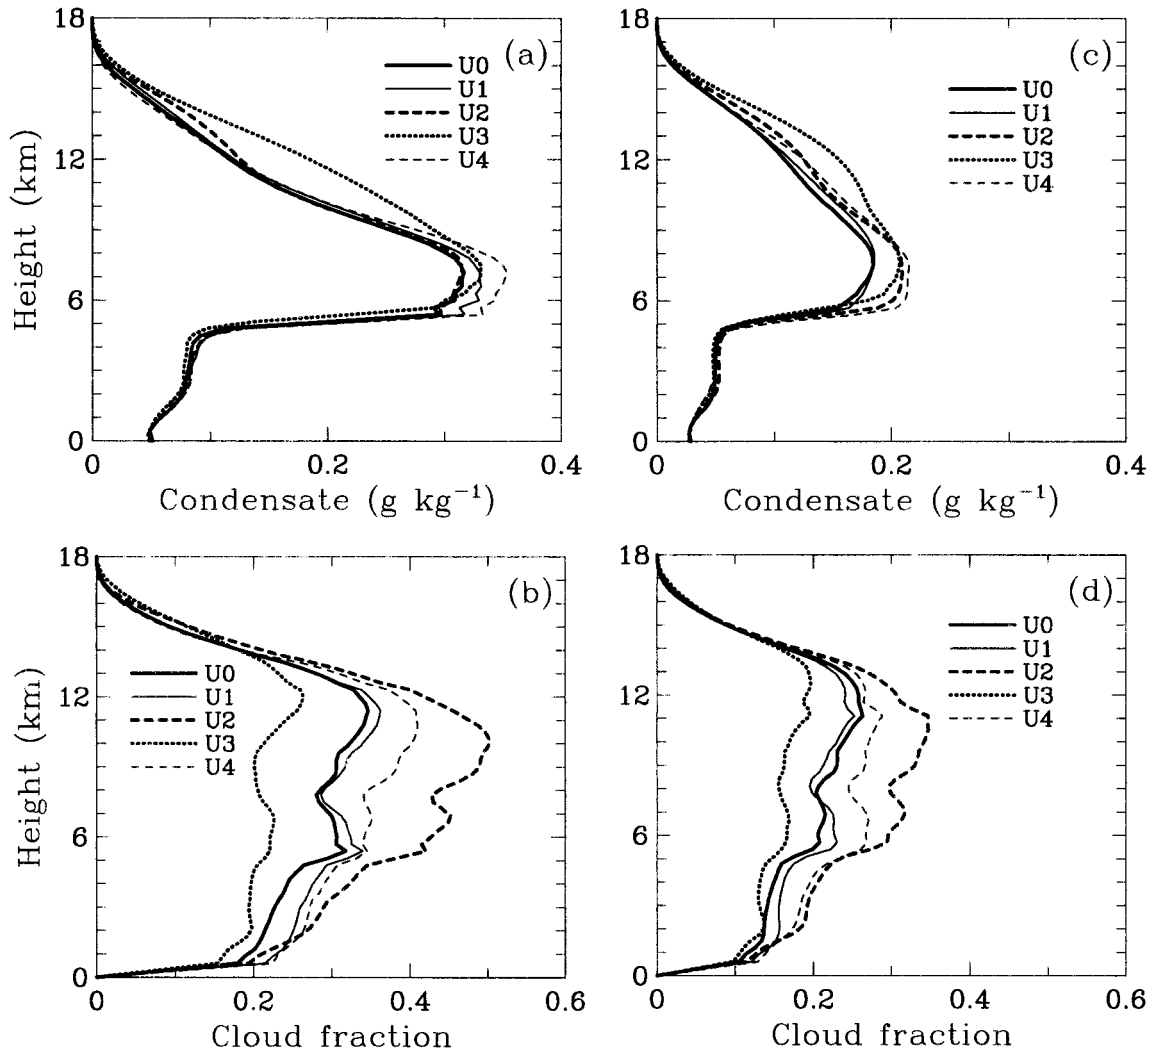 18
12
6
0
Height (km)
(a)
U0
U1
U2
U3
U4
0
0.2
0.4
Condensate (g kg⁻¹)
18
12
6
0
(c)
U0
U1
U2
U3
U4
0
0.2
0.4
Condensate (g kg⁻¹)
18
12
6
0
Height (km)
(b)
U0
U1
U2
U3
U4
0
0.2
0.4
0.6
Cloud fraction
18
12
6
0
(d)
U0
U1
U2
U3
U4
0
0.2
0.4
0.6
Cloud fraction